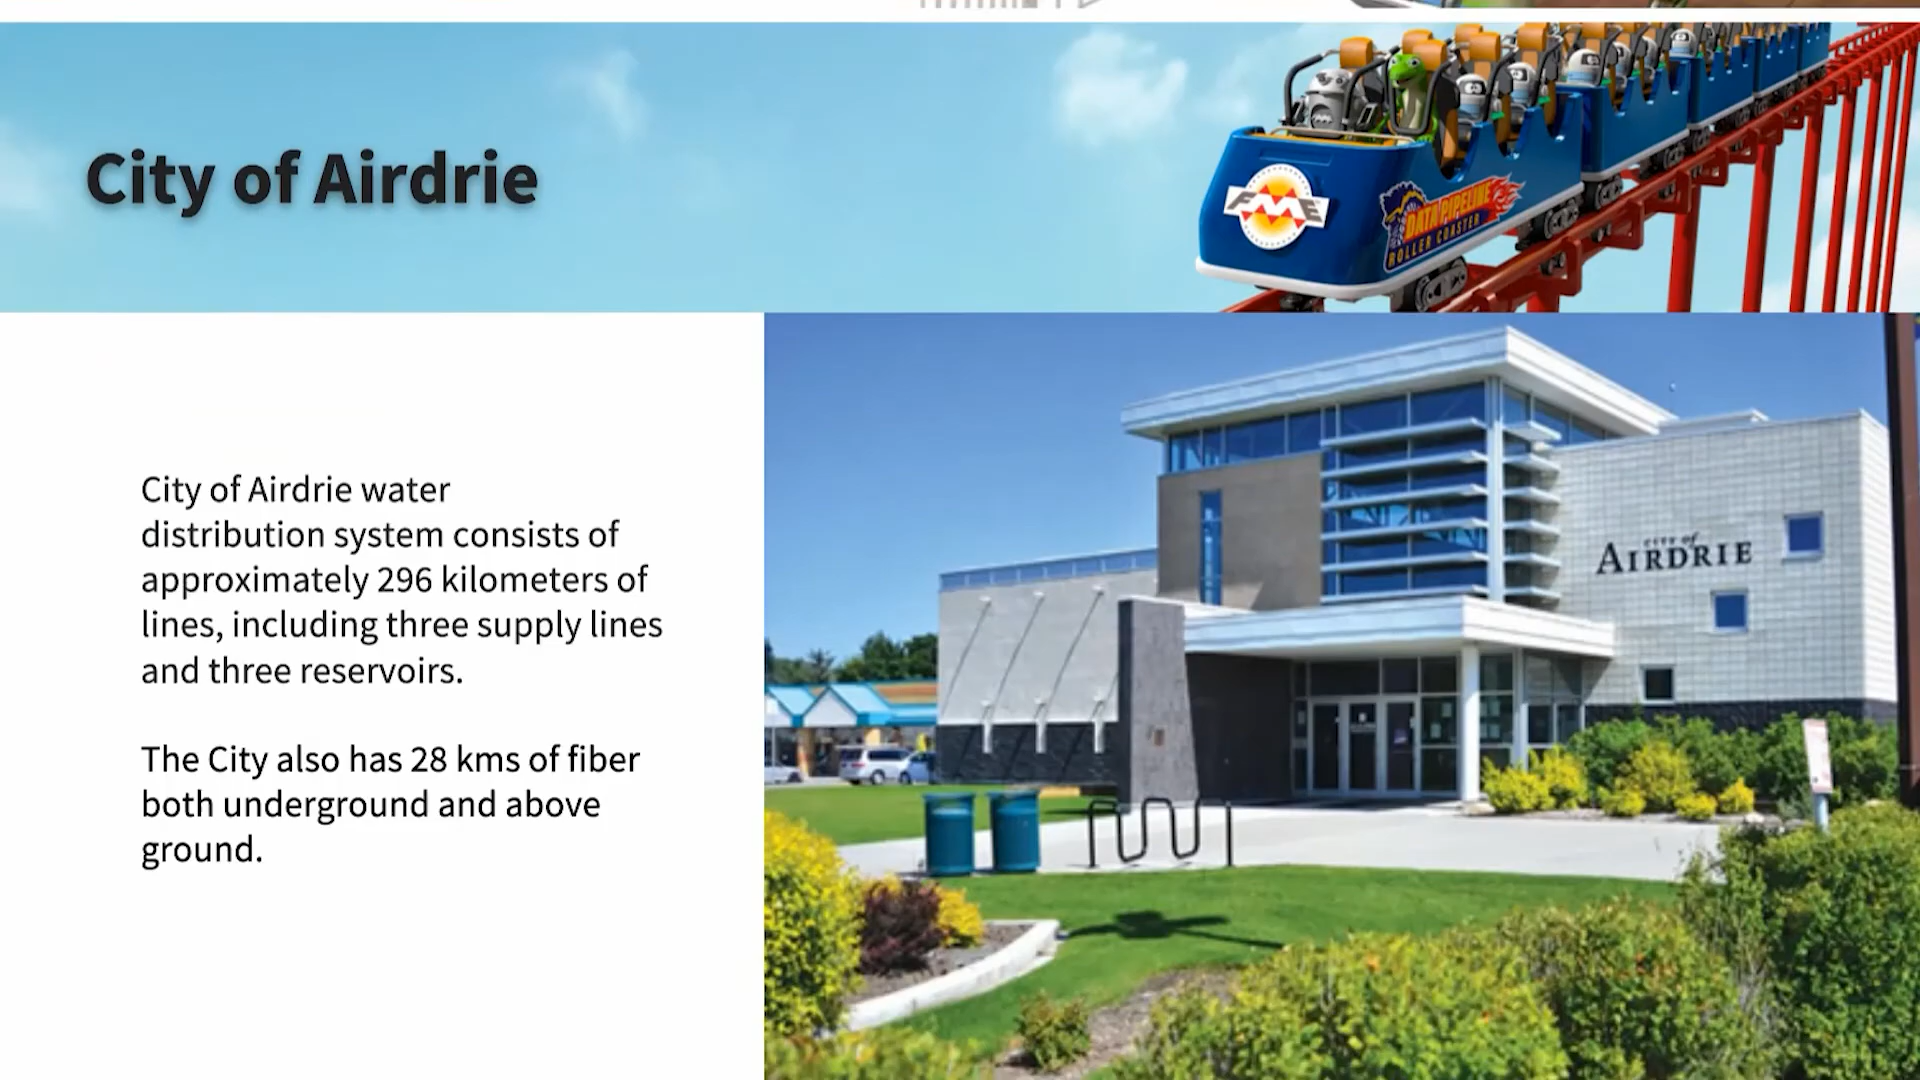 City of Airdrie
FME
DATA PIPELINE
ROLLER COASTER
City of Airdrie water
distribution system consists of
approximately 296 kilometers of
lines, including three supply lines
and three reservoirs.
The City also has 28 kms of fiber
both underground and above
ground.
CITY of
AIRDRIE